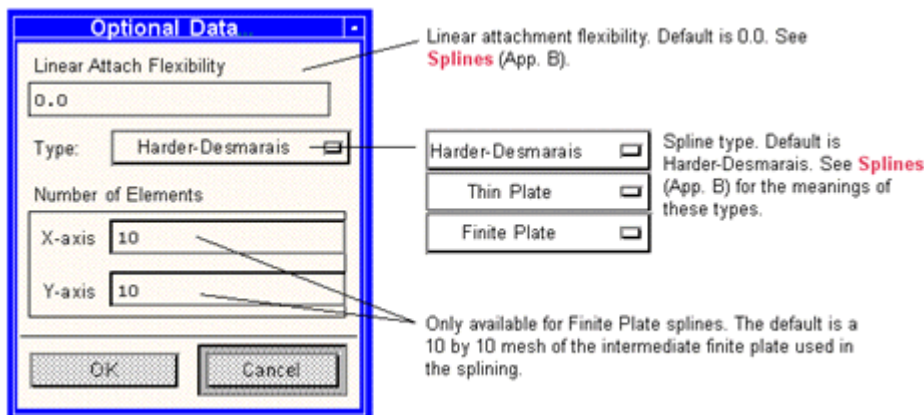 Optional Data...
Linear Attach Flexibility
0.0
Type: Harder-Desmarais
Number of Elements
X-axis 10
Y-axis 10
OK Cancel
Linear attachment flexibility. Default is 0.0. See
Splines (App. B).
Harder-Desmarais
Thin Plate
Finite Plate
Spline type. Default is
Harder-Desmarais. See Splines
(App. B) for the meanings of
these types.
Only available for Finite Plate splines. The default is a
10 by 10 mesh of the intermediate finite plate used in
the splining.